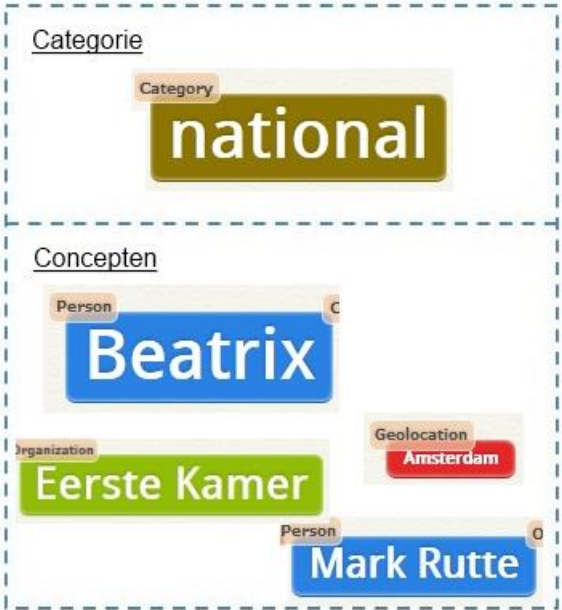 Categorie
Category
national
Concepten
Person
Beatrix
Organization
Eerste Kamer
Geolocation
Amsterdam
Person
Mark Rutte